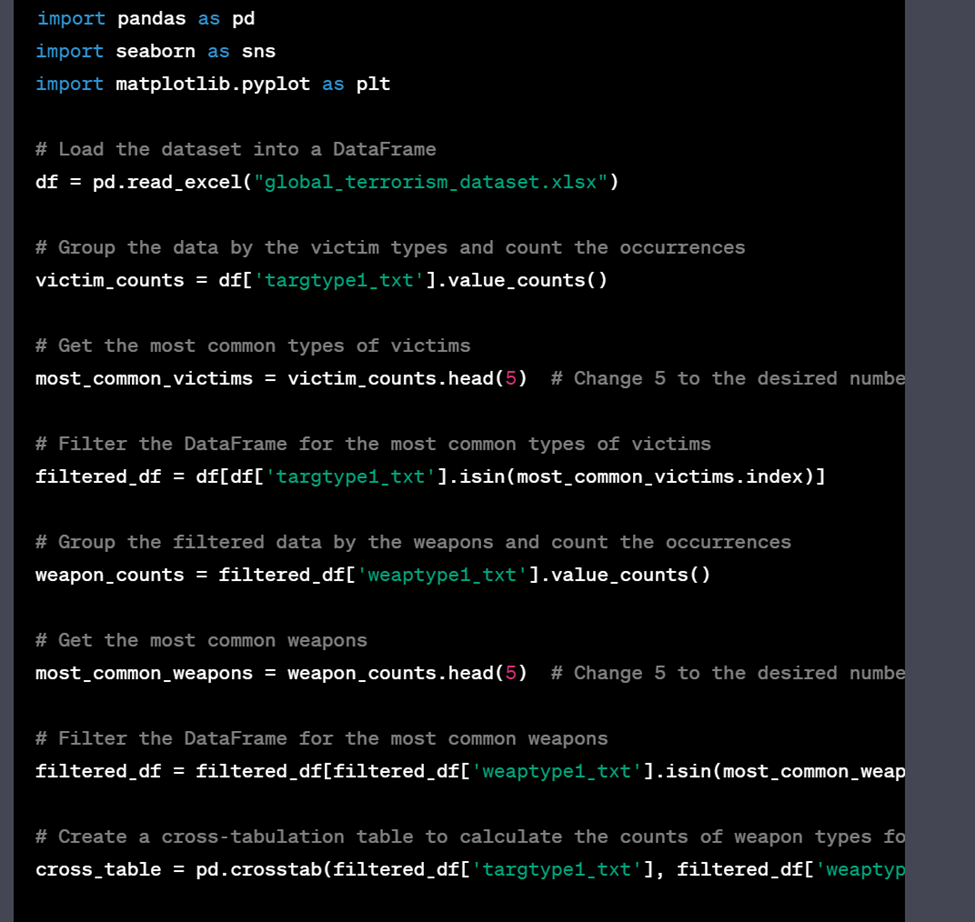 import pandas as pd
import seaborn as sns
import matplotlib.pyplot as plt
# Load the dataset into a DataFrame
df = pd.read_excel("global_terrorism_dataset.xlsx")
# Group the data by the victim types and count the occurrences
victim_counts = df['targtype1_txt'].value_counts()
# Get the most common types of victims
most_common_victims = victim_counts.head(5)  # Change 5 to the desired numbe
# Filter the DataFrame for the most common types of victims
filtered_df = df[df['targtype1_txt'].isin(most_common_victims.index)]
# Group the filtered data by the weapons and count the occurrences
weapon_counts = filtered_df['weaptype1_txt'].value_counts()
# Get the most common weapons
most_common_weapons = weapon_counts.head(5)  # Change 5 to the desired numbe
# Filter the DataFrame for the most common weapons
filtered_df = filtered_df[filtered_df['weaptype1_txt'].isin(most_common_weap
# Create a cross-tabulation table to calculate the counts of weapon types fo
cross_table = pd.crosstab(filtered_df['targtype1_txt'], filtered_df['weaptyp